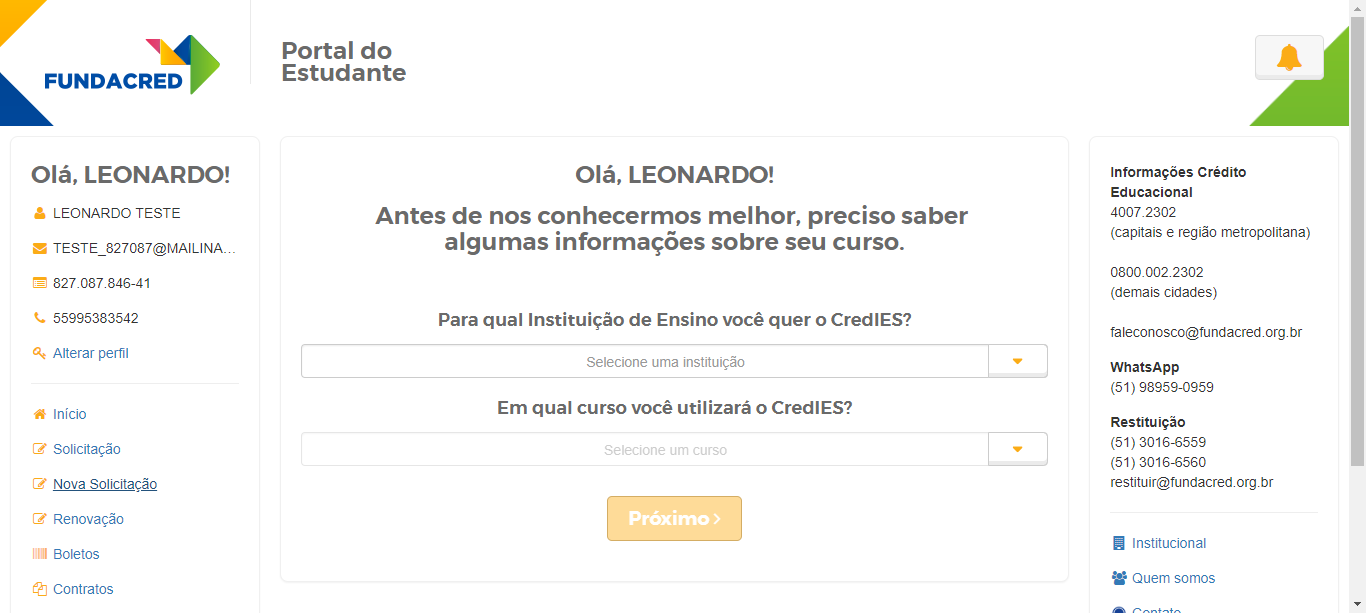 FUNDACRED
Portal do
Estudante
Olá, LEONARDO!
LEONARDO TESTE
TESTE_827087@MAILINA...
827.087.846-41
55995383542
Alterar perfil
Início
Solicitação
Nova Solicitação
Renovação
Boletos
Contratos
Olá, LEONARDO!
Antes de nos conhecermos melhor, preciso saber
algumas informações sobre seu curso.
Para qual Instituição de Ensino você quer o CredIES?
Selecione uma instituição
Em qual curso você utilizará o CredIES?
Selecione um curso
Próximo
Informações Crédito
Educacional
4007.2302
(capitais e região metropolitana)
0800.002.2302
(demais cidades)
faleconosco@fundacred.org.br
WhatsApp
(51) 98959-0959
Restituição
(51) 3016-6559
(51) 3016-6560
restituir@fundacred.org.br
Institucional
Quem somos
Contato